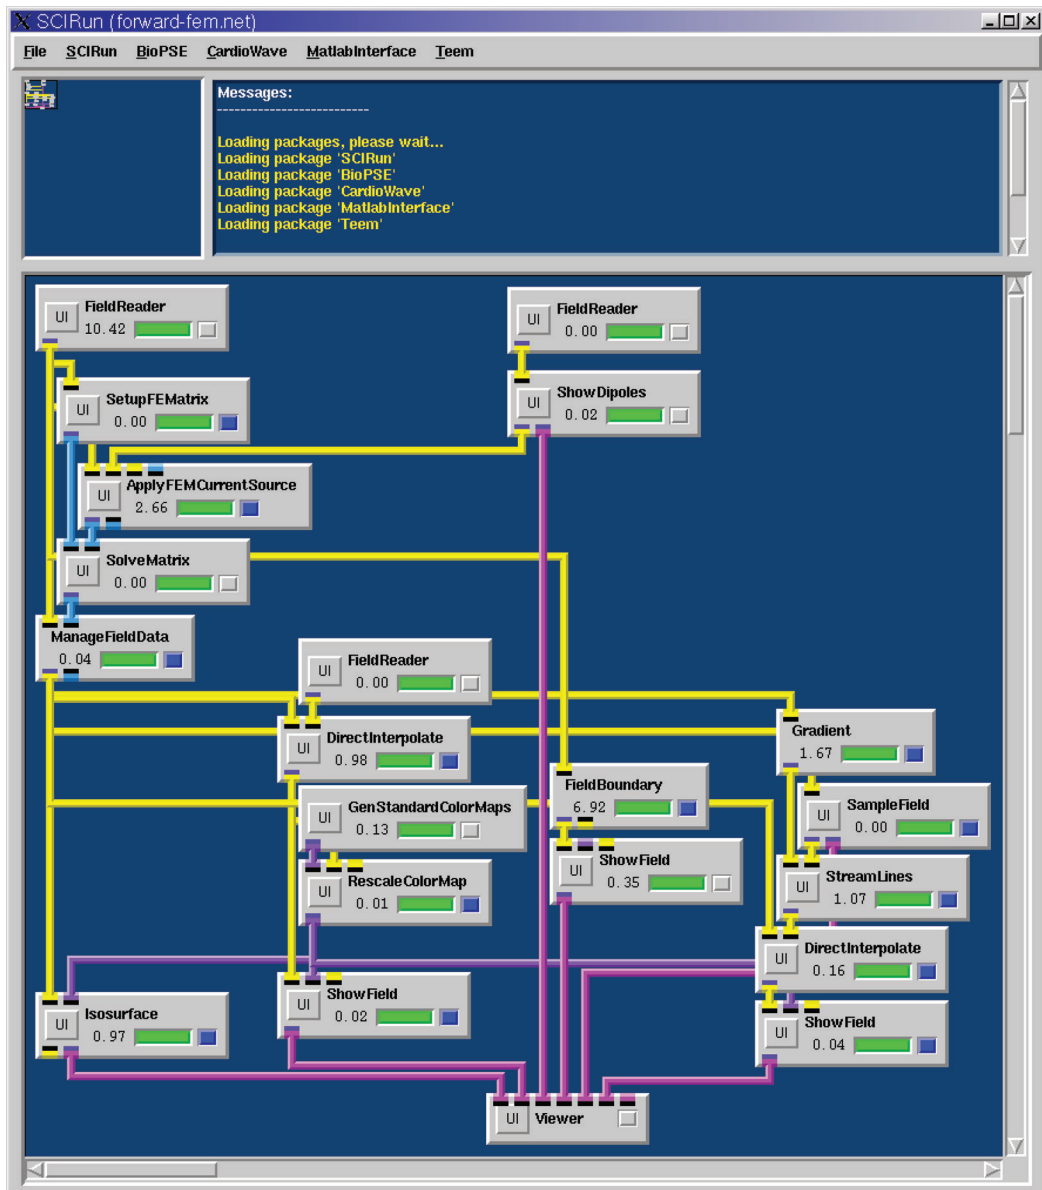 SCIRun (forward-fem.net)
File SCIRun BioPSE CardioWave MatlabInterface Teem
Messages:
--------------------------
Loading packages, please wait...
Loading package 'SCIRun'
Loading package 'BioPSE'
Loading package 'CardioWave'
Loading package 'MatlabInterface'
Loading package 'Teem'
UI FieldReader
10.42
UI FieldReader
0.00
UI SetupFEMatrix
0.00
UI ShowDipoles
0.02
UI ApplyFEMCurrentSource
2.66
UI SolveMatrix
0.00
ManageFieldData
0.04
UI FieldReader
0.00
UI DirectInterpolate
0.98
Gradient
1.67
FieldBoundary
6.92
UI GenStandardColorMaps
0.13
UI SampleField
0.00
UI ShowField
0.35
UI RescaleColorMap
0.01
UI StreamLines
1.07
UI DirectInterpolate
0.16
UI Isosurface
0.97
UI ShowField
0.02
UI ShowField
0.04
UI Viewer